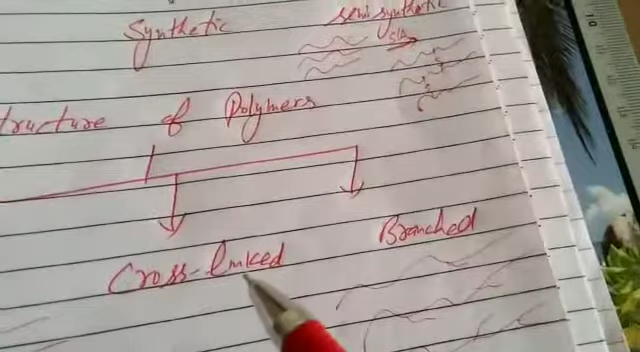 Synthetic semi synthetic
tructure of Polymers
Cross-linked Branched